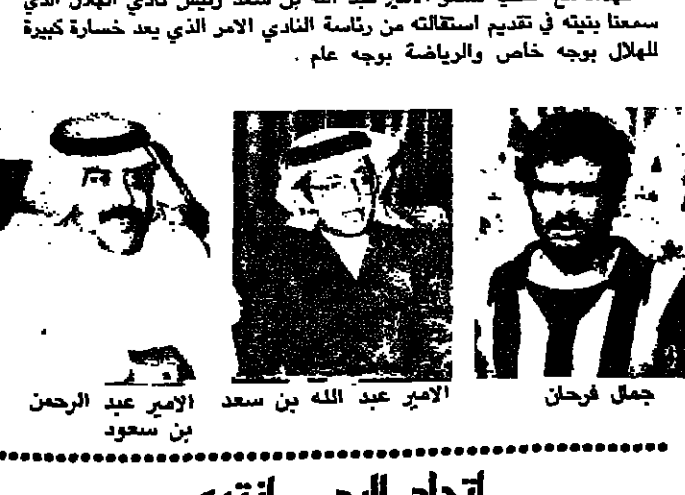 سمعنا بنيته في تقديم استقالته من رئاسة النادي الامر الذي يعد خسارة كبيرة
للهلال بوجه خاص والرياضة بوجه عام .
جمال فرحان
الامير عبد الله بن سعد
الامير عبد الرحمن
بن سعود